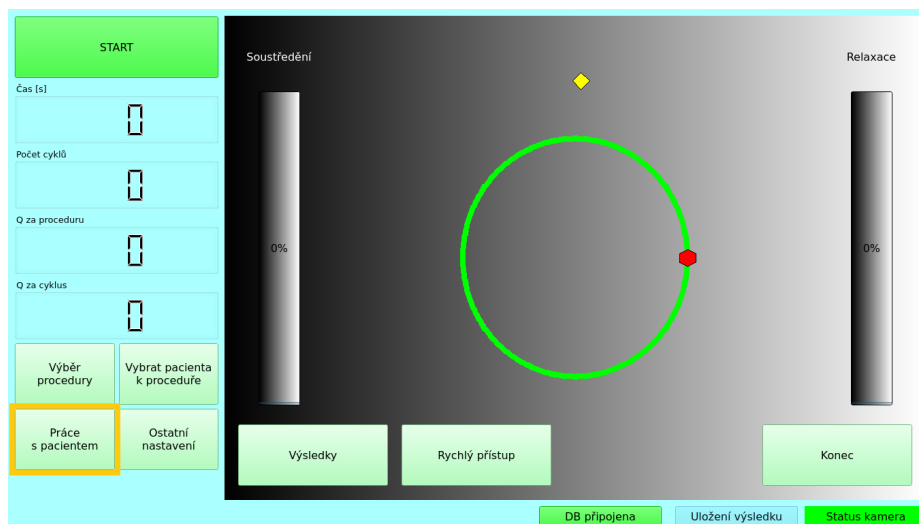 START
Čas [s]
0
Počet cyklů
0
Q za proceduru
0
Q za cyklus
0
Výběr
procedury
Vybrat pacienta
k proceduře
Práce
s pacientem
Ostatní
nastavení
Soustředění
Relaxace
0%
0%
Výsledky
Rychlý přístup
Konec
DB připojena
Uložení výsledku
Status kamera